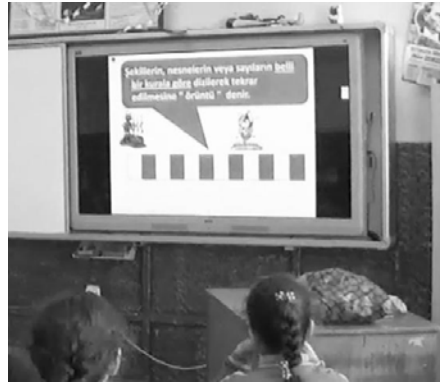 Şekillerin, nesnelerin veya sayıların belli
bir kurala göre dizilerek tekrar
edilmesine " örüntü " denir.